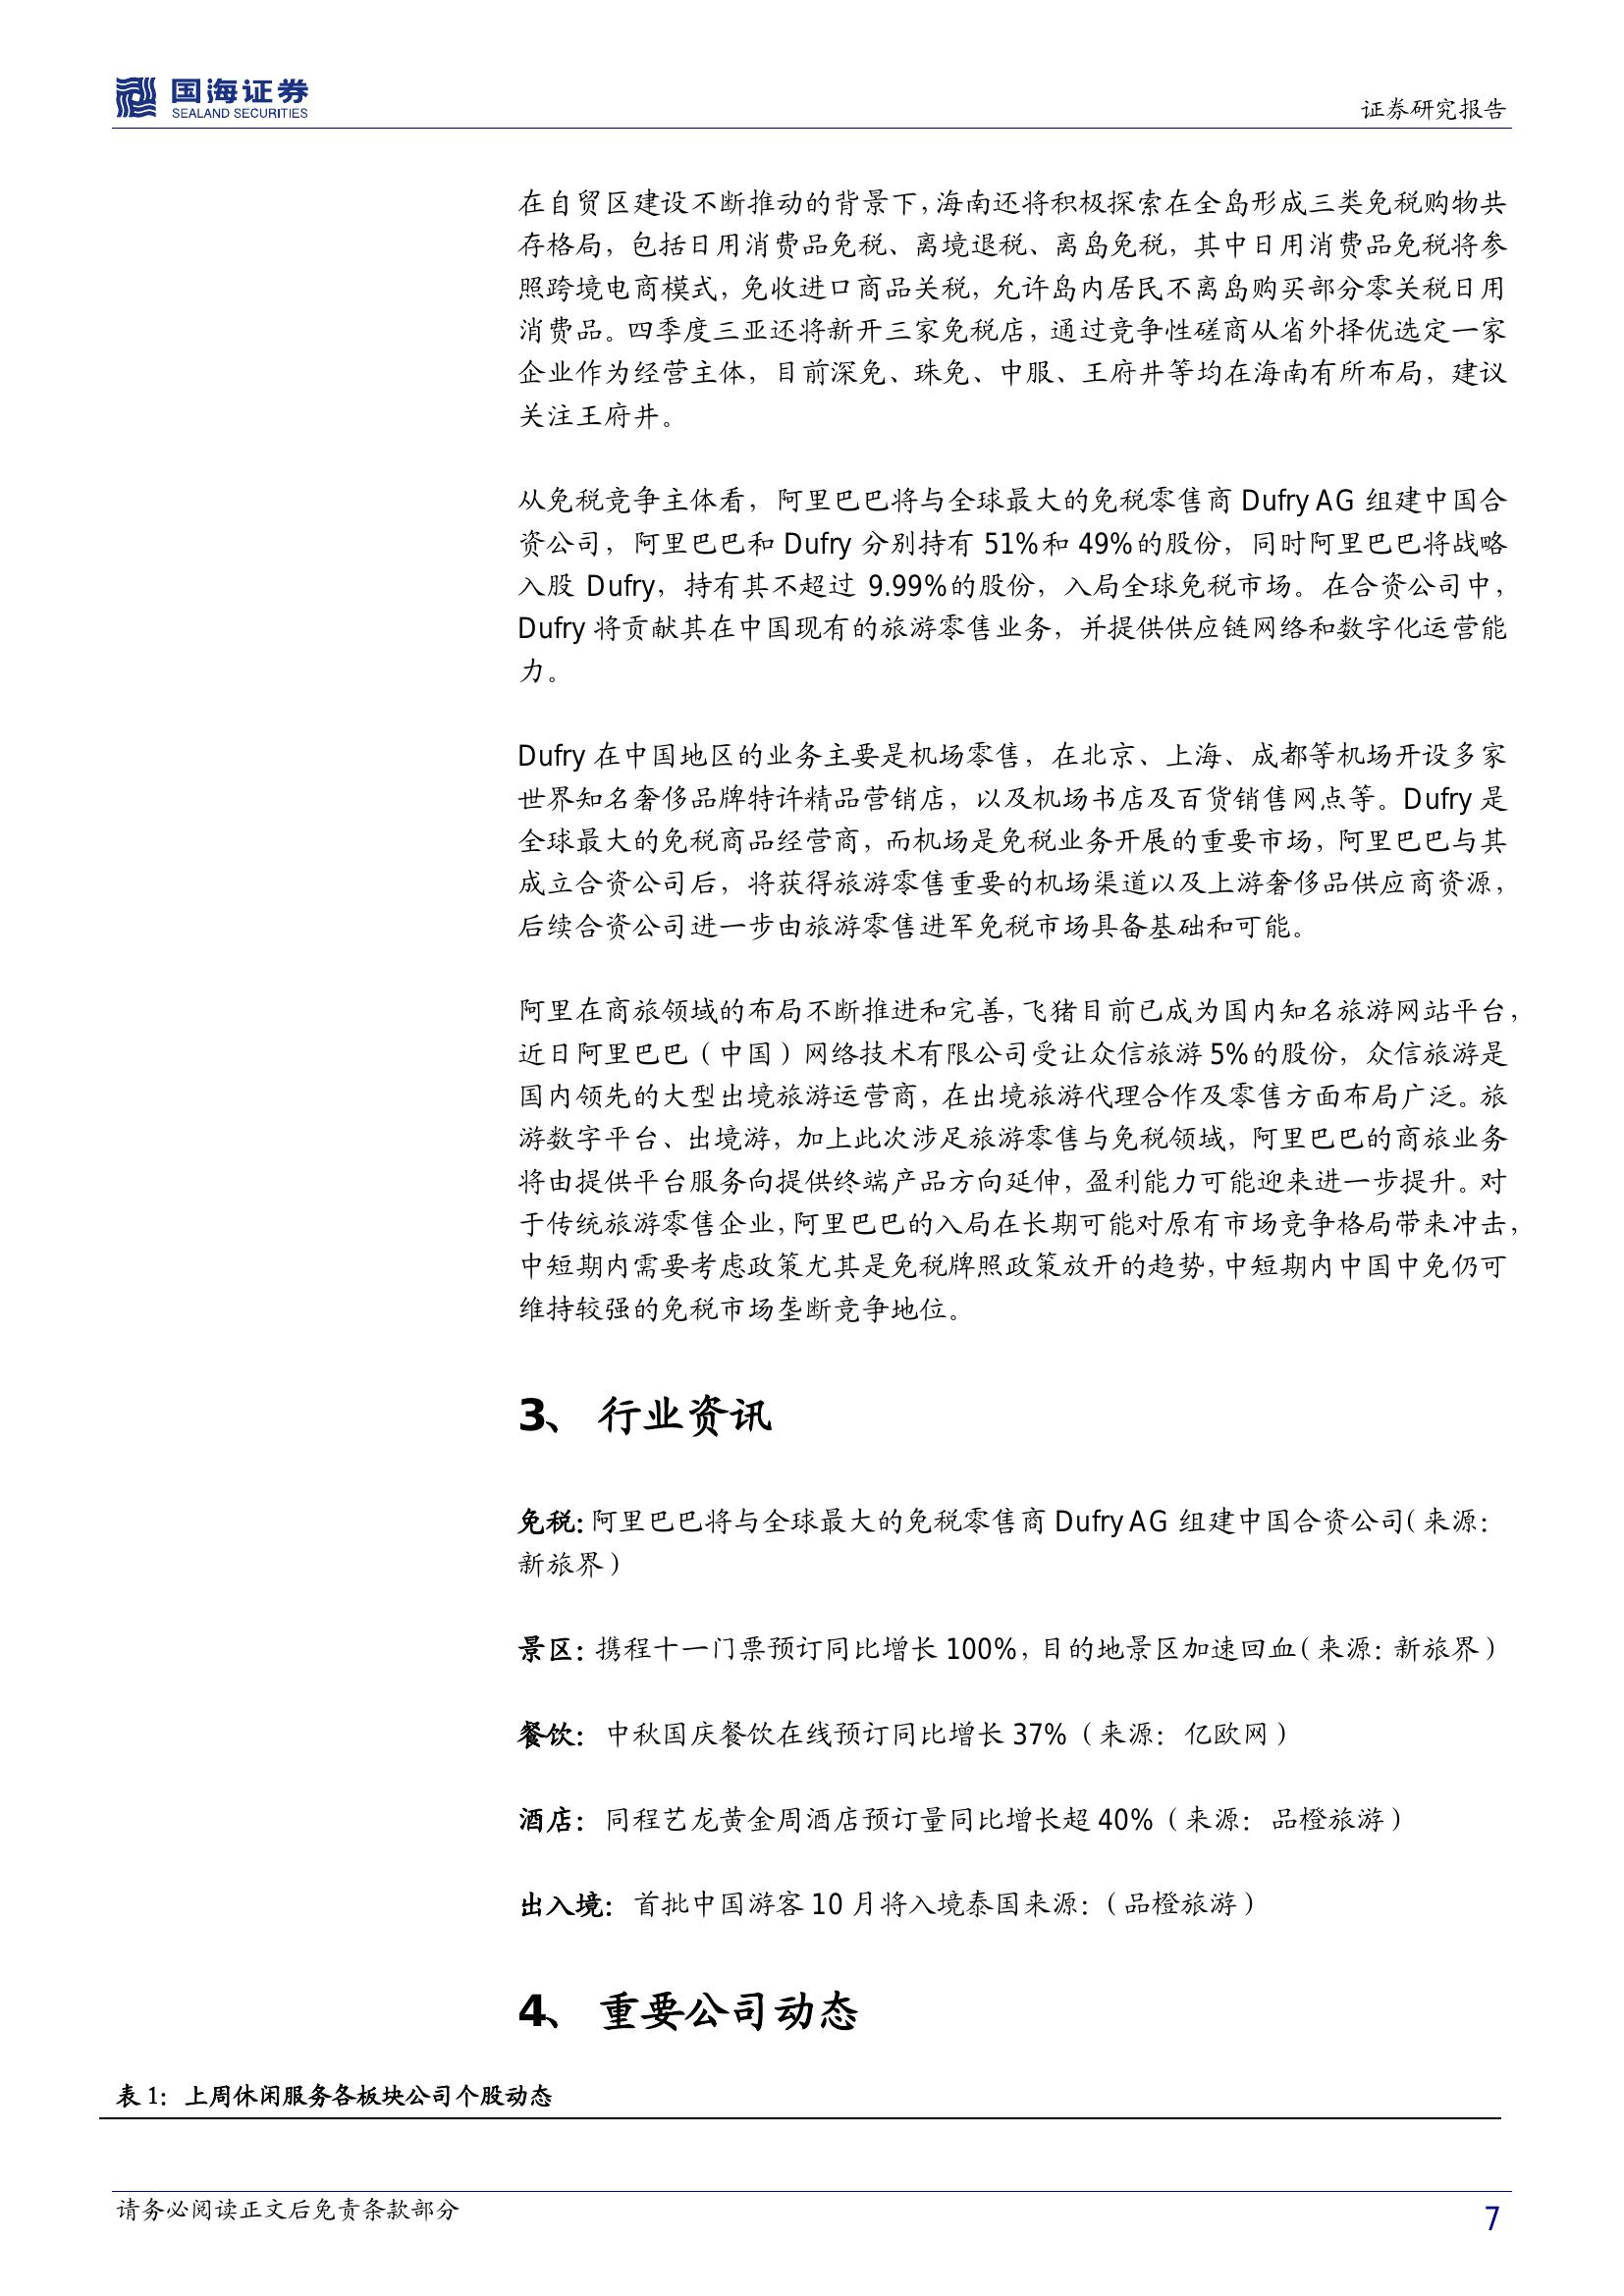 国海证券
SEALAND SECURITIES
证券研究报告
在自贸区建设不断推动的背景下，海南还将积极探索在全岛形成三类免税购物共
存格局，包括日用消费品免税、离境退税、离岛免税，其中日用消费品免税将参
照跨境电商模式，免收进口商品关税，允许岛内居民不离岛购买部分零关税日用
消费品。四季度三亚还将新开三家免税店，通过竞争性磋商从省外择优选定一家
企业作为经营主体，目前深免、珠免、中服、王府井等均在海南有所布局，建议
关注王府井。
从免税竞争主体看，阿里巴巴将与全球最大的免税零售商 Dufry AG 组建中国合
资公司，阿里巴巴和 Dufry 分别持有 51%和 49%的股份，同时阿里巴巴将战略
入股 Dufry，持有其不超过 9.99%的股份，入局全球免税市场。在合资公司中，
Dufry 将贡献其在中国现有的旅游零售业务，并提供供应链网络和数字化运营能
力。
Dufry 在中国地区的业务主要是机场零售，在北京、上海、成都等机场开设多家
世界知名奢侈品牌特许精品营销店，以及机场书店及百货销售网点等。Dufry 是
全球最大的免税商品经营商，而机场是免税业务开展的重要市场，阿里巴巴与其
成立合资公司后，将获得旅游零售重要的机场渠道以及上游奢侈品供应商资源，
后续合资公司进一步由旅游零售进军免税市场具备基础和可能。
阿里在商旅领域的布局不断推进和完善，飞猪目前已成为国内知名旅游网站平台，
近日阿里巴巴（中国）网络技术有限公司受让众信旅游 5%的股份，众信旅游是
国内领先的大型出境旅游运营商，在出境旅游代理合作及零售方面布局广泛。旅
游数字平台、出境游，加上此次涉足旅游零售与免税领域，阿里巴巴的商旅业务
将由提供平台服务向提供终端产品方向延伸，盈利能力可能迎来进一步提升。对
于传统旅游零售企业，阿里巴巴的入局在长期可能对原有市场竞争格局带来冲击，
中短期内需要考虑政策尤其是免税牌照政策放开的趋势，中短期内中国中免仍可
维持较强的免税市场垄断竞争地位。
3、 行业资讯
免税：阿里巴巴将与全球最大的免税零售商 Dufry AG 组建中国合资公司（来源：
新旅界）
景区：携程十一门票预订同比增长 100%，目的地景区加速回血（来源：新旅界）
餐饮：中秋国庆餐饮在线预订同比增长 37%（来源：亿欧网）
酒店：同程艺龙黄金周酒店预订量同比增长超 40%（来源：品橙旅游）
出入境：首批中国游客 10 月将入境泰国来源：（品橙旅游）
4、 重要公司动态
表 1：上周休闲服务各板块公司个股动态
请务必阅读正文后免责条款部分
7